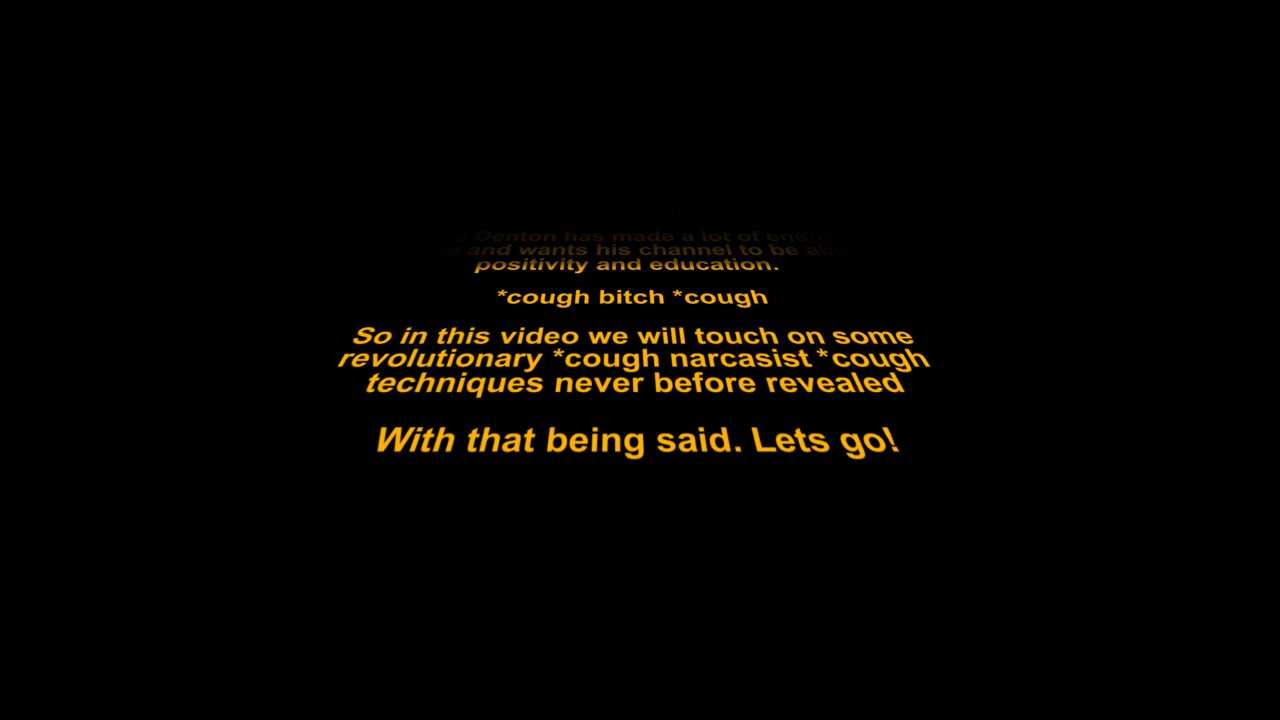 Denton has made a lot of
and wants his channel to be
positivity and education.
*cough bitch *cough
So in this video we will touch on some
revolutionary *cough narcasist *cough
techniques never before revealed
With that being said. Lets go!